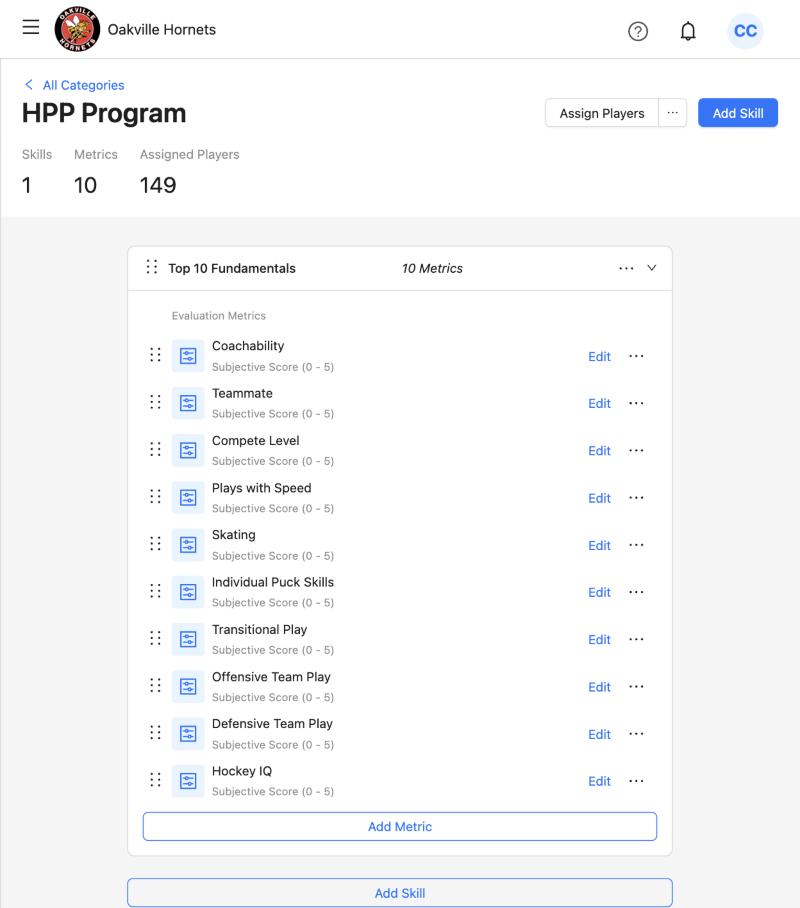 OAKVILLE
HORNETS
Oakville Hornets
CC
All Categories
HPP Program
Assign Players
Add Skill
Skills
Metrics
Assigned Players
1
10
149
Top 10 Fundamentals
10 Metrics
Evaluation Metrics
Coachability
Subjective Score (0 - 5)
Edit
Teammate
Subjective Score (0 - 5)
Edit
Compete Level
Subjective Score (0 - 5)
Edit
Plays with Speed
Subjective Score (0 - 5)
Edit
Skating
Subjective Score (0 - 5)
Edit
Individual Puck Skills
Subjective Score (0 - 5)
Edit
Transitional Play
Subjective Score (0 - 5)
Edit
Offensive Team Play
Subjective Score (0 - 5)
Edit
Defensive Team Play
Subjective Score (0 - 5)
Edit
Hockey IQ
Subjective Score (0 - 5)
Edit
Add Metric
Add Skill